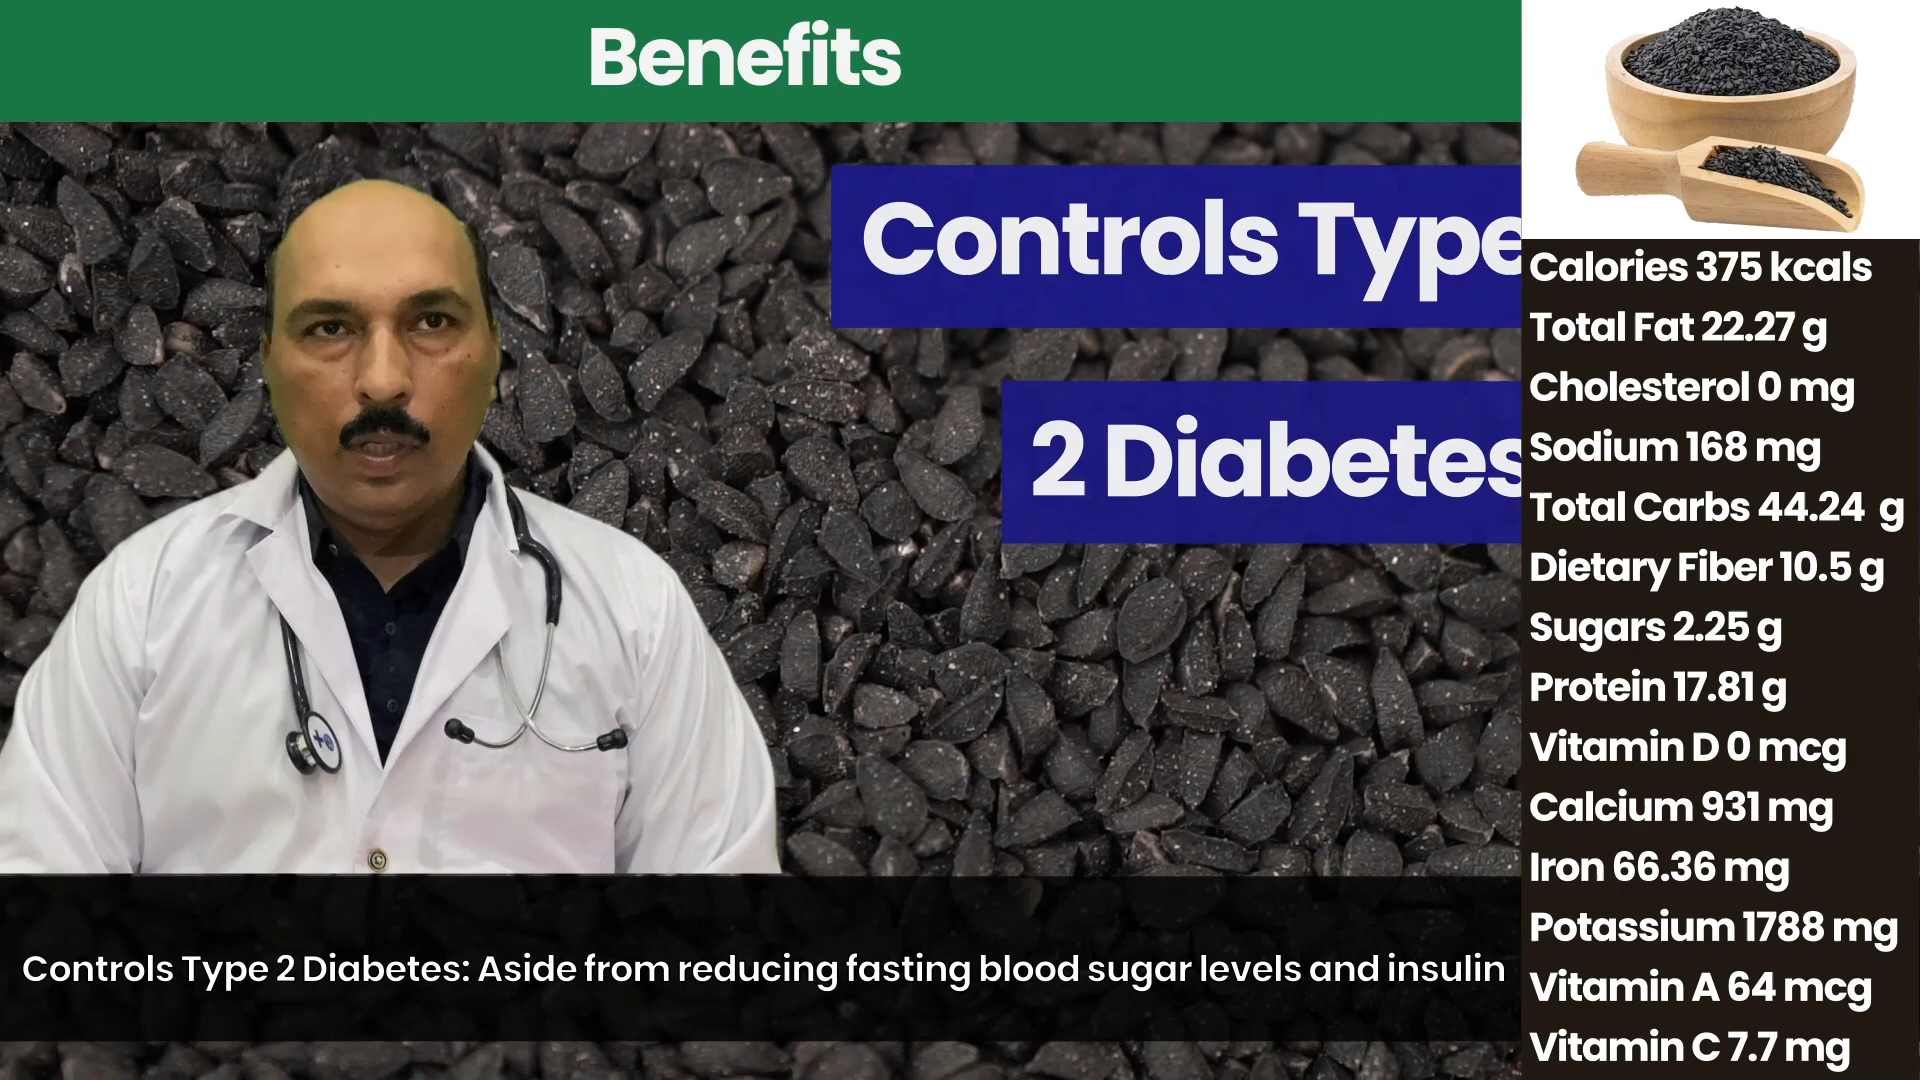 Benefits
Controls Type
2 Diabetes
Controls Type 2 Diabetes: Aside from reducing fasting blood sugar levels and insulin
Calories 375 kcals
Total Fat 22.27 g
Cholesterol 0 mg
Sodium 168 mg
Total Carbs 44.24 g
Dietary Fiber 10.5 g
Sugars 2.25 g
Protein 17.81 g
Vitamin D 0 mcg
Calcium 931 mg
Iron 66.36 mg
Potassium 1788 mg
Vitamin A 64 mcg
Vitamin C 7.7 mg